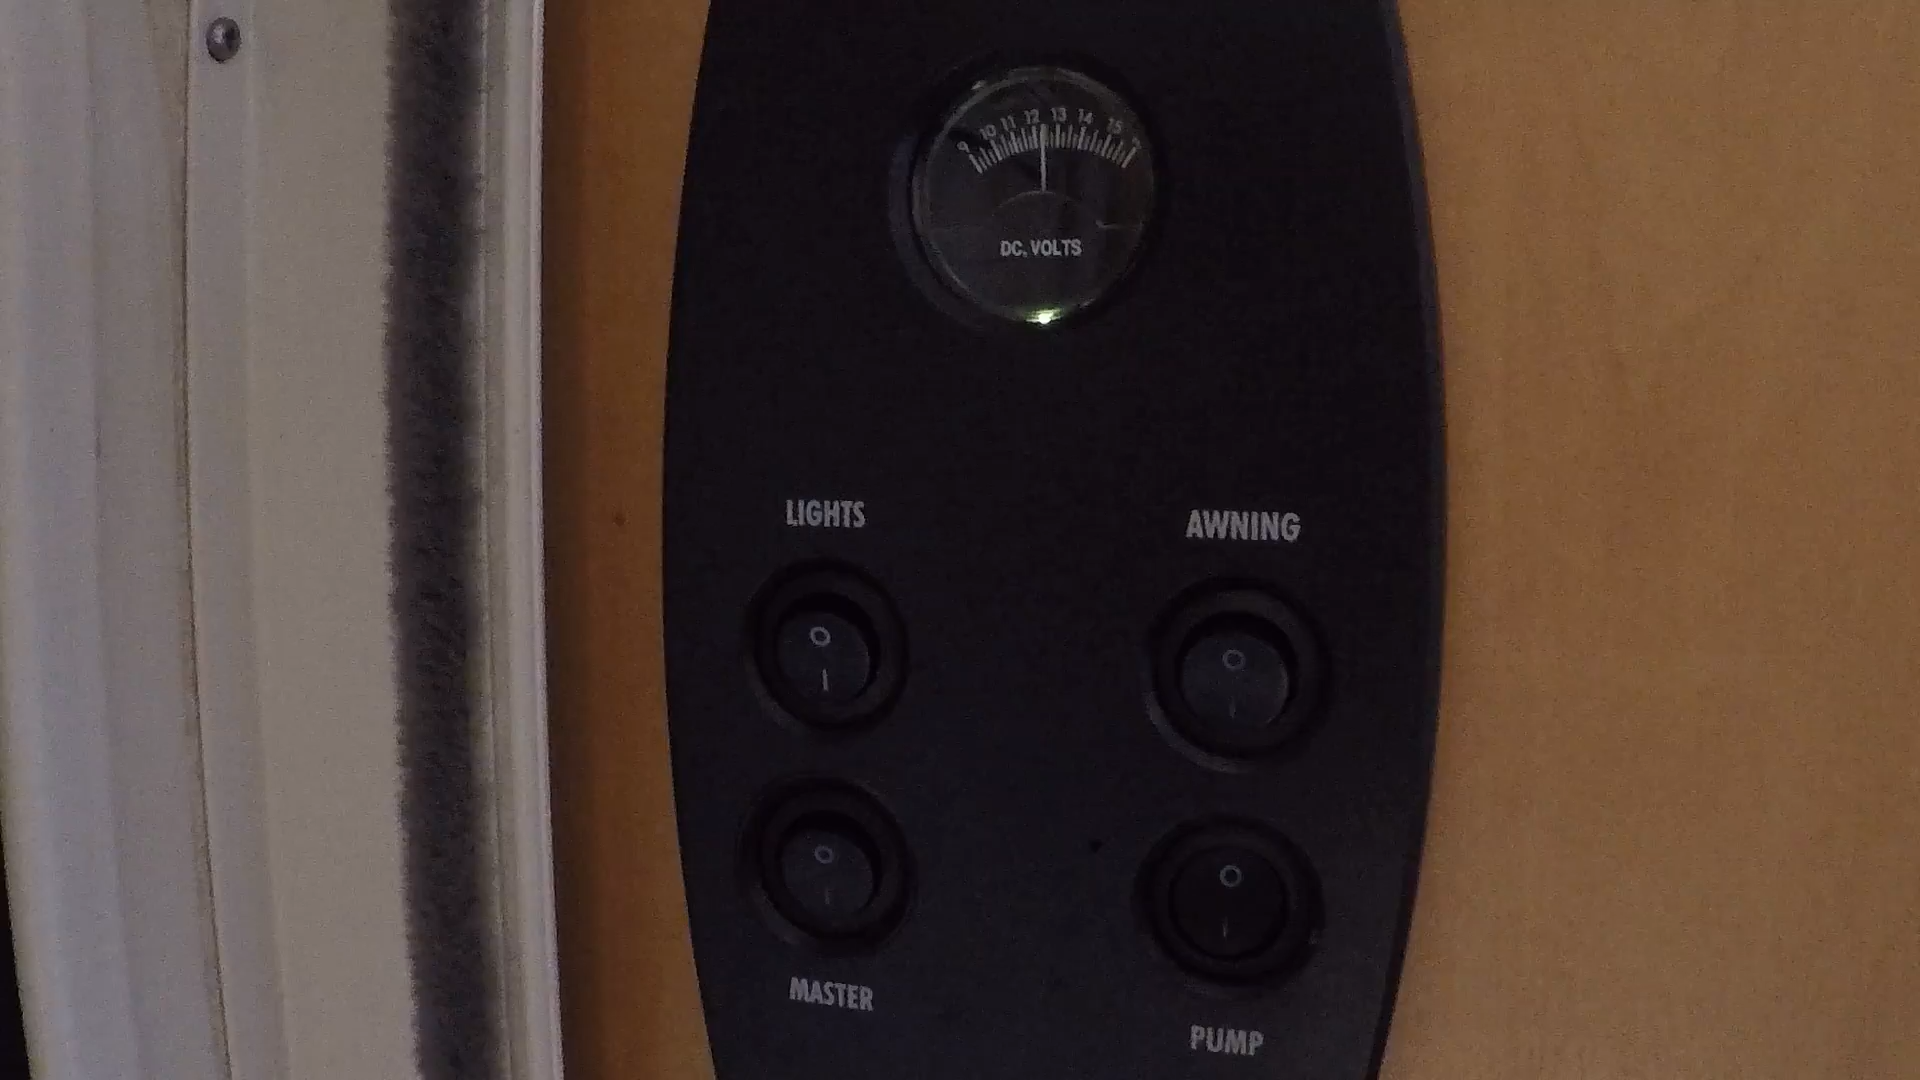 9 10 11 12 13 14 15
DC. VOLTS
LIGHTS
AWNING
O
I
O
I
O
I
O
I
MASTER
PUMP